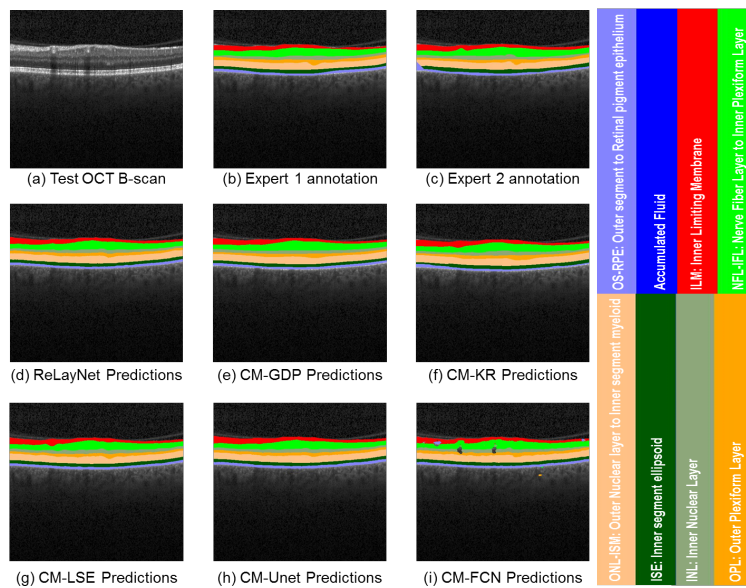 (a) Test OCT B-scan
(b) Expert 1 annotation
(c) Expert 2 annotation
(d) ReLayNet Predictions
(e) CM-GDP Predictions
(f) CM-KR Predictions
(g) CM-LSE Predictions
(h) CM-Unet Predictions
(i) CM-FCN Predictions
OS-RPE: Outer segment to Retinal pigment epithelium
Accumulated Fluid
ILM: Inner Limiting Membrane
NFL-IFL: Nerve Fiber Layer to Inner Plexiform Layer
ONL-ISM: Outer Nuclear layer to Inner segment myeloid
ISE: Inner segment ellipsoid
INL: Inner Nuclear Layer
OPL: Outer Plexiform Layer